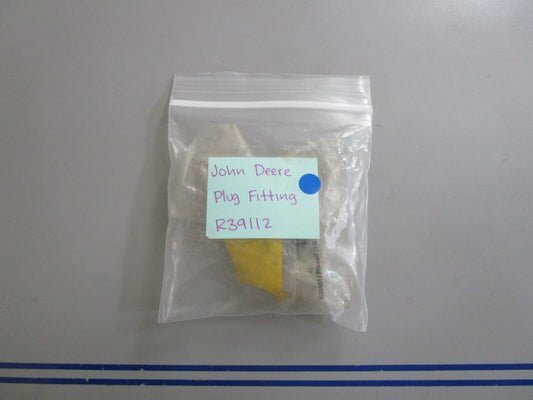 John Deere
Plug Fitting
R39112